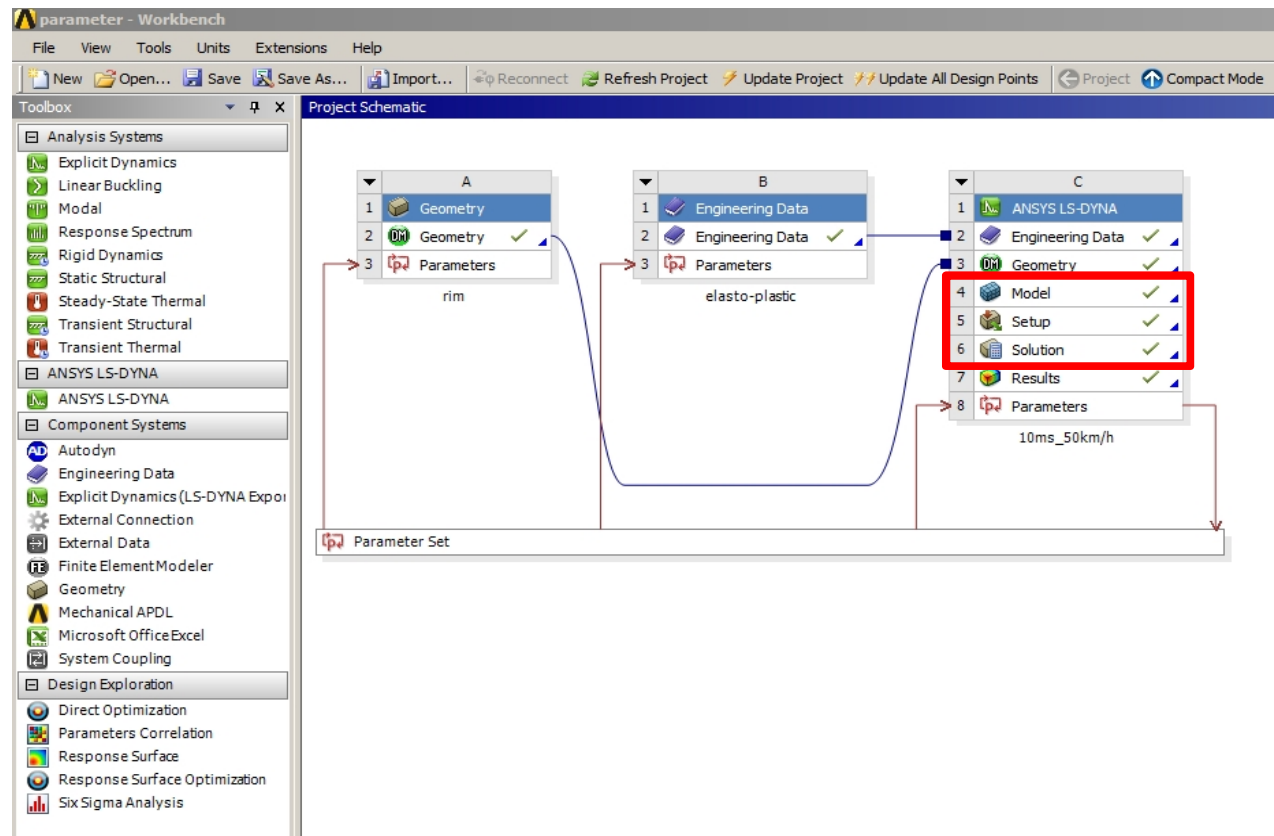 parameter - Workbench
File View Tools Units Extensions Help
New Open... Save Save As... Import... Reconnect Refresh Project Update Project Update All Design Points Project Compact Mode
Toolbox
Analysis Systems
Explicit Dynamics
Linear Buckling
Modal
Response Spectrum
Rigid Dynamics
Static Structural
Steady-State Thermal
Transient Structural
Transient Thermal
ANSYS LS-DYNA
ANSYS LS-DYNA
Component Systems
Autodyn
Engineering Data
Explicit Dynamics (LS-DYNA Expor
External Connection
External Data
Finite Element Modeler
Geometry
Mechanical APDL
Microsoft Office Excel
System Coupling
Design Exploration
Direct Optimization
Parameters Correlation
Response Surface
Response Surface Optimization
Six Sigma Analysis
Project Schematic
A
1 Geometry
2 DM Geometry
3 Parameters
rim
B
1 Engineering Data
2 Engineering Data
3 Parameters
elasto-plastic
C
1 ANSYS LS-DYNA
2 Engineering Data
3 DM Geometry
4 Model
5 Setup
6 Solution
7 Results
8 Parameters
10ms_50km/h
Parameter Set